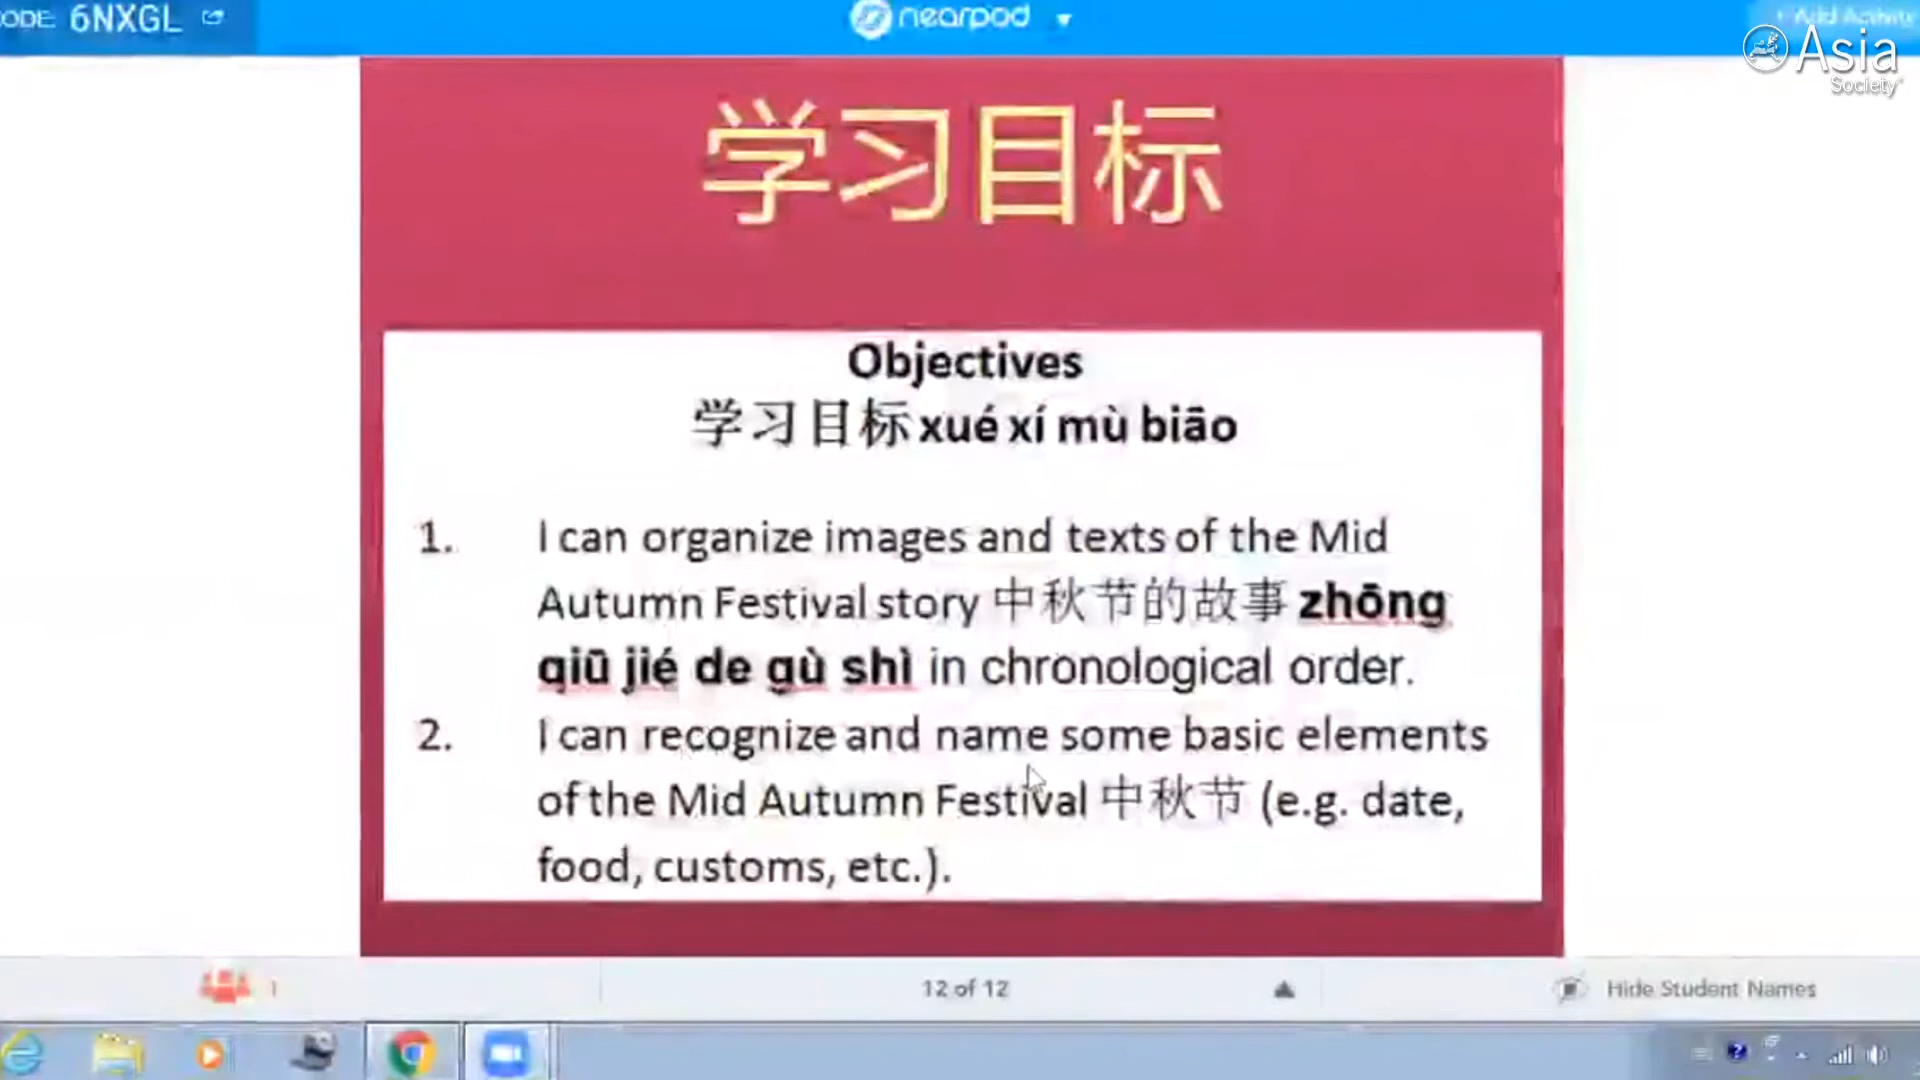 CODE: 6NXGL
nearpod
+ Add Activity
Asia
Society
学习目标
Objectives
学习目标 xué xí mù biāo
1. I can organize images and texts of the Mid
Autumn Festival story 中秋节的故事 zhōng
qiū jié de gù shì in chronological order.
2. I can recognize and name some basic elements
of the Mid Autumn Festival 中秋节 (e.g. date,
food, customs, etc.).
1
12 of 12
Hide Student Names